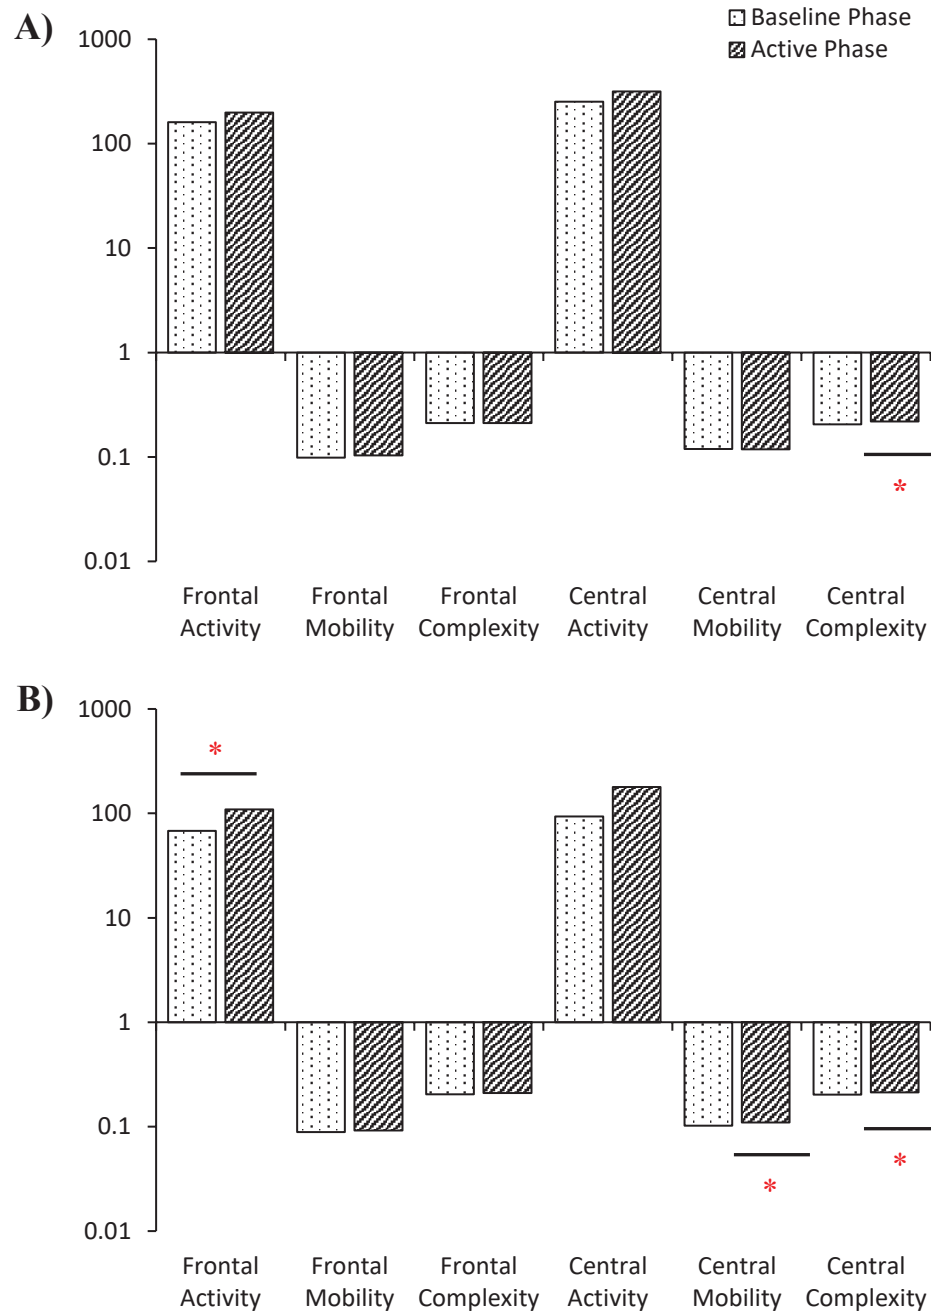 A)
Baseline Phase
Active Phase
1000
100
10
1
0.1
0.01
*
Frontal Activity
Frontal Mobility
Frontal Complexity
Central Activity
Central Mobility
Central Complexity
B)
1000
100
10
1
0.1
0.01
*
*
*
Frontal Activity
Frontal Mobility
Frontal Complexity
Central Activity
Central Mobility
Central Complexity